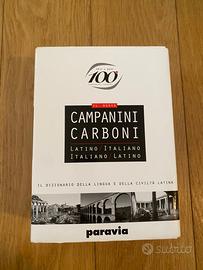 100
IL NUOVO
CAMPANINI
CARBONI
LATINO ITALIANO
ITALIANO LATINO
IL DIZIONARIO DELLA LINGUA E DELLA CIVILTÀ LATINA
paravia
subito